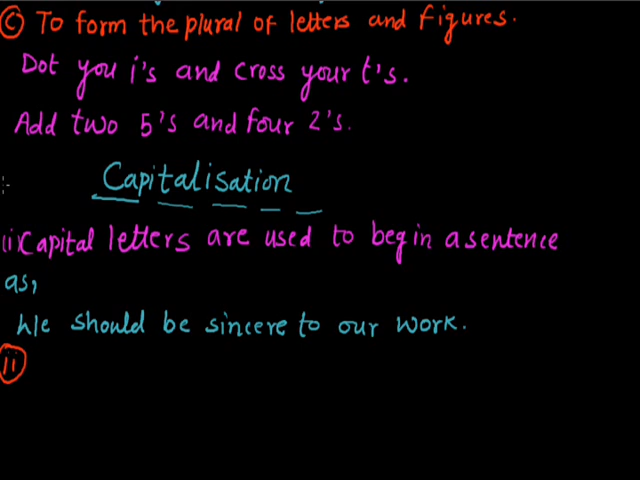 (C) To form the plural of letters and figures.
Dot you i's and cross your t's.
Add two 5's and four 2's.
Capitalisation
(i) Capital letters are used to begin a sentence
as,
We should be sincere to our work.
(ii)